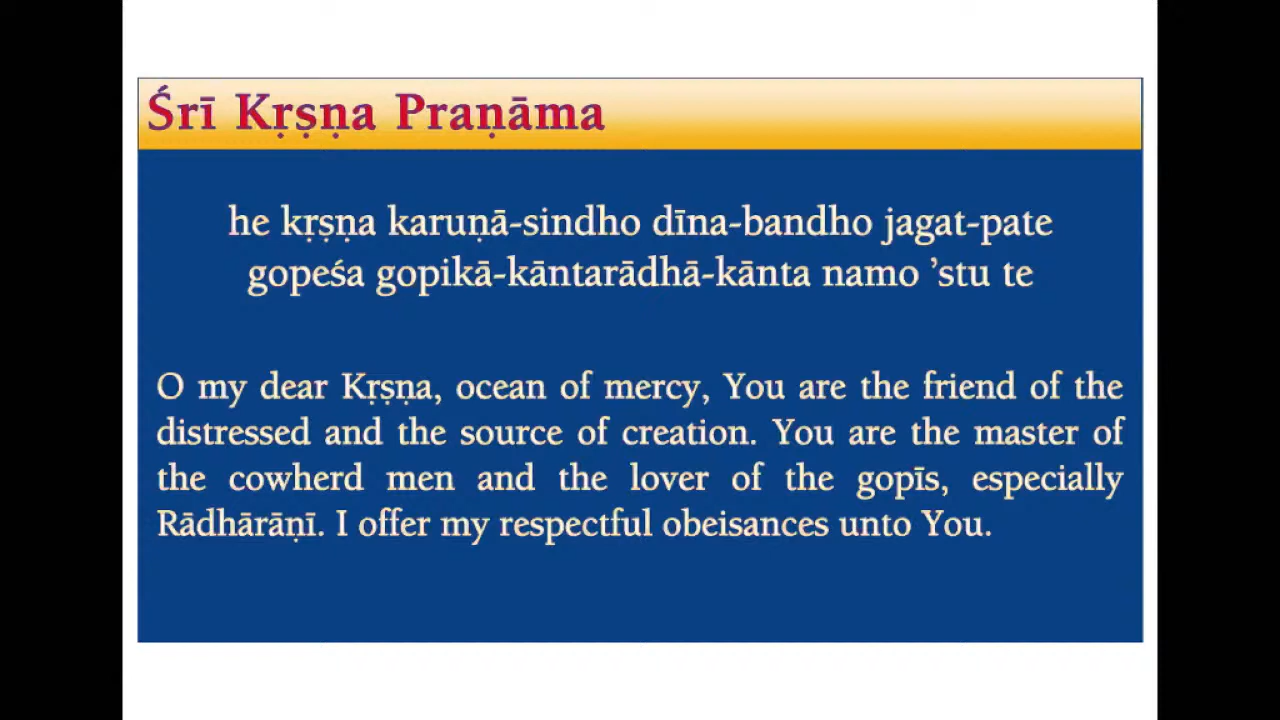 Śrī Kṛṣṇa Praṇāma
he kṛṣṇa karuṇā-sindho dīna-bandho jagat-pate
gopeśa gopikā-kāntarādhā-kānta namo ’stu te
O my dear Kṛṣṇa, ocean of mercy, You are the friend of the
distressed and the source of creation. You are the master of
the cowherd men and the lover of the gopīs, especially
Rādhārāṇī. I offer my respectful obeisances unto You.